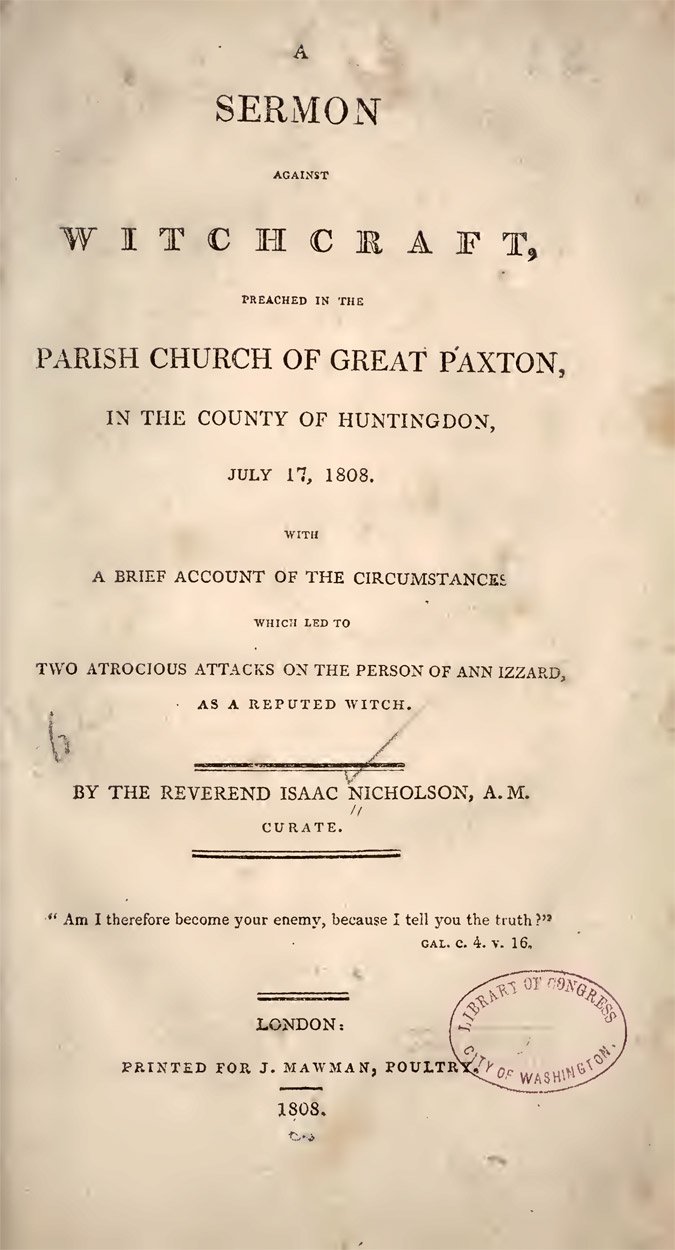 A
SERMON
AGAINST
WITCHCRAFT,
PREACHED IN THE
PARISH CHURCH OF GREAT PAXTON,
IN THE COUNTY OF HUNTINGDON,
JULY 17, 1808.
WITH
A BRIEF ACCOUNT OF THE CIRCUMSTANCES
WHICH LED TO
TWO ATROCIOUS ATTACKS ON THE PERSON OF ANN IZZARD,
AS A REPUTED WITCH.
BY THE REVEREND ISAAC NICHOLSON, A.M.
CURATE.
"Am I therefore become your enemy, because I tell you the truth?"
GAL. c. 4. v. 16.
LONDON:
PRINTED FOR J. MAWMAN, POULTRY.
1808.
LIBRARY OF CONGRESS
CITY OF WASHINGTON.